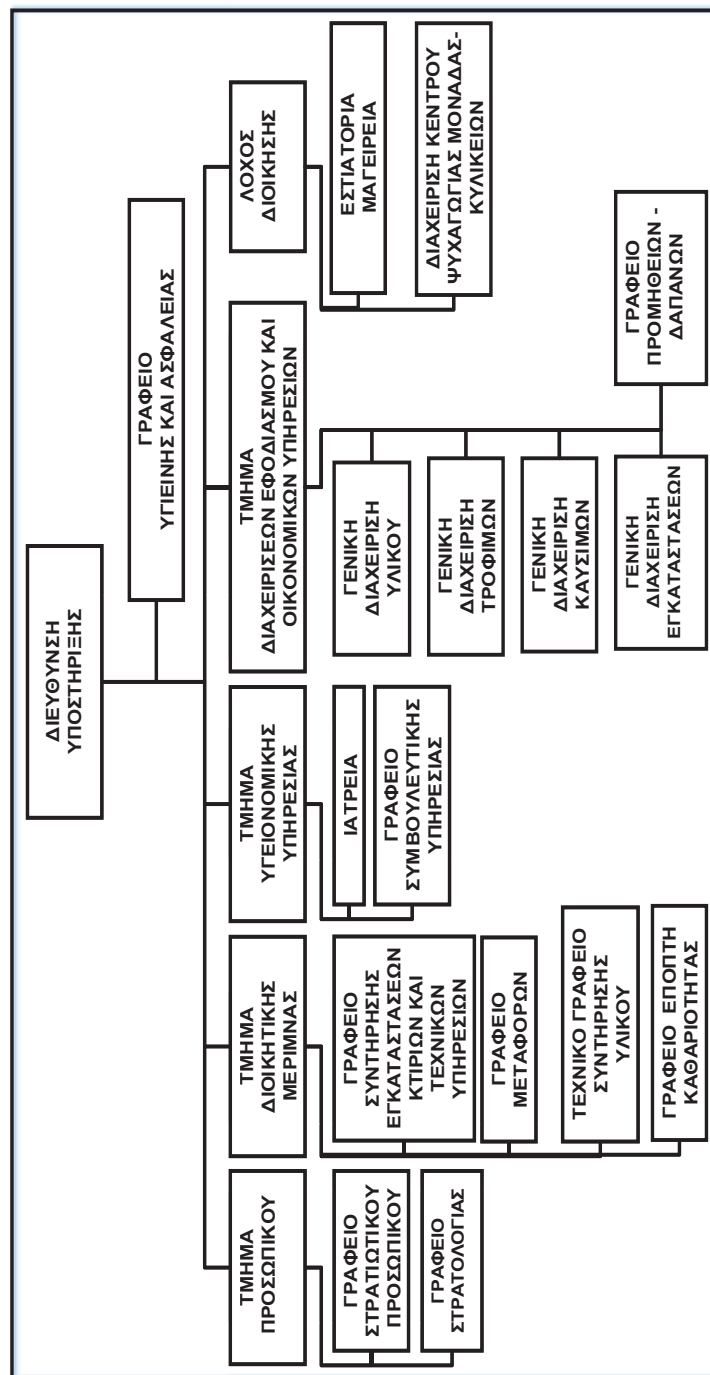 ΔΙΕΥΘΥΝΣΗ
ΥΠΟΣΤΗΡΙΞΗΣ
ΓΡΑΦΕΙΟ
ΥΓΙΕΙΝΗΣ ΚΑΙ ΑΣΦΑΛΕΙΑΣ
ΤΜΗΜΑ
ΠΡΟΣΩΠΙΚΟΥ
ΓΡΑΦΕΙΟ
ΣΤΡΑΤΙΩΤΙΚΟΥ
ΠΡΟΣΩΠΙΚΟΥ
ΓΡΑΦΕΙΟ
ΣΤΡΑΤΟΛΟΓΙΑΣ
ΤΜΗΜΑ
ΔΙΟΙΚΗΤΙΚΗΣ
ΜΕΡΙΜΝΑΣ
ΓΡΑΦΕΙΟ
ΣΥΝΤΗΡΗΣΗΣ
ΕΓΚΑΤΑΣΤΑΣΕΩΝ
ΚΤΙΡΙΩΝ ΚΑΙ
ΤΕΧΝΙΚΩΝ
ΥΠΗΡΕΣΙΩΝ
ΓΡΑΦΕΙΟ
ΜΕΤΑΦΟΡΩΝ
ΤΕΧΝΙΚΟ ΓΡΑΦΕΙΟ
ΣΥΝΤΗΡΗΣΗΣ
ΥΛΙΚΟΥ
ΓΡΑΦΕΙΟ ΕΠΟΠΤΗ
ΚΑΘΑΡΙΟΤΗΤΑΣ
ΤΜΗΜΑ
ΥΓΕΙΟΝΟΜΙΚΗΣ
ΥΠΗΡΕΣΙΑΣ
ΙΑΤΡΕΙΑ
ΓΡΑΦΕΙΟ
ΣΥΜΒΟΥΛΕΥΤΙΚΗΣ
ΥΠΗΡΕΣΙΑΣ
ΤΜΗΜΑ
ΔΙΑΧΕΙΡΙΣΕΩΝ ΕΦΟΔΙΑΣΜΟΥ ΚΑΙ
ΟΙΚΟΝΟΜΙΚΩΝ ΥΠΗΡΕΣΙΩΝ
ΓΕΝΙΚΗ
ΔΙΑΧΕΙΡΙΣΗ
ΥΛΙΚΟΥ
ΓΕΝΙΚΗ
ΔΙΑΧΕΙΡΙΣΗ
ΤΡΟΦΙΜΩΝ
ΓΕΝΙΚΗ
ΔΙΑΧΕΙΡΙΣΗ
ΚΑΥΣΙΜΩΝ
ΓΕΝΙΚΗ
ΔΙΑΧΕΙΡΙΣΗ
ΕΓΚΑΤΑΣΤΑΣΕΩΝ
ΓΡΑΦΕΙΟ
ΠΡΟΜΗΘΕΙΩΝ -
ΔΑΠΑΝΩΝ
ΛΟΧΟΣ
ΔΙΟΙΚΗΣΗΣ
ΕΣΤΙΑΤΟΡΙΑ
ΜΑΓΕΙΡΕΙΑ
ΔΙΑΧΕΙΡΙΣΗ ΚΕΝΤΡΟΥ
ΨΥΧΑΓΩΓΙΑΣ ΜΟΝΑΔΑΣ-
ΚΥΛΙΚΕΙΩΝ